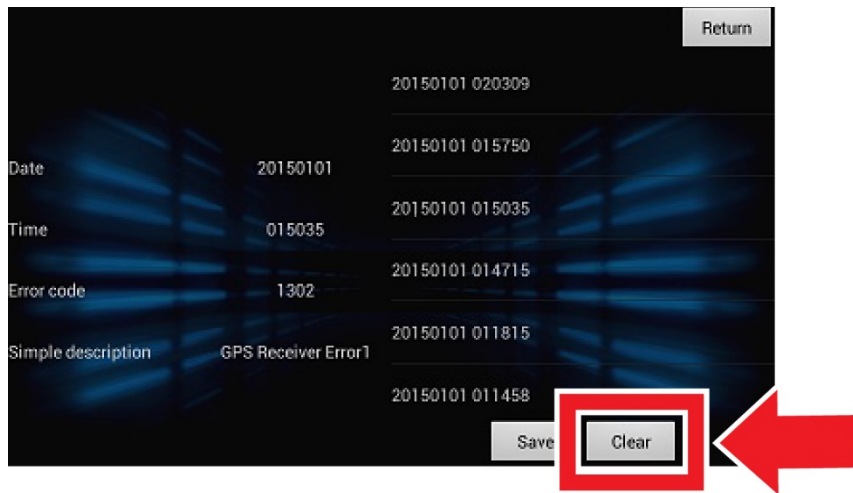 Return
20150101 020309
20150101 015750
Date 20150101
20150101 015035
Time 015035
20150101 014715
Error code 1302
20150101 011815
Simple description GPS Receiver Error1
20150101 011458
Save Clear